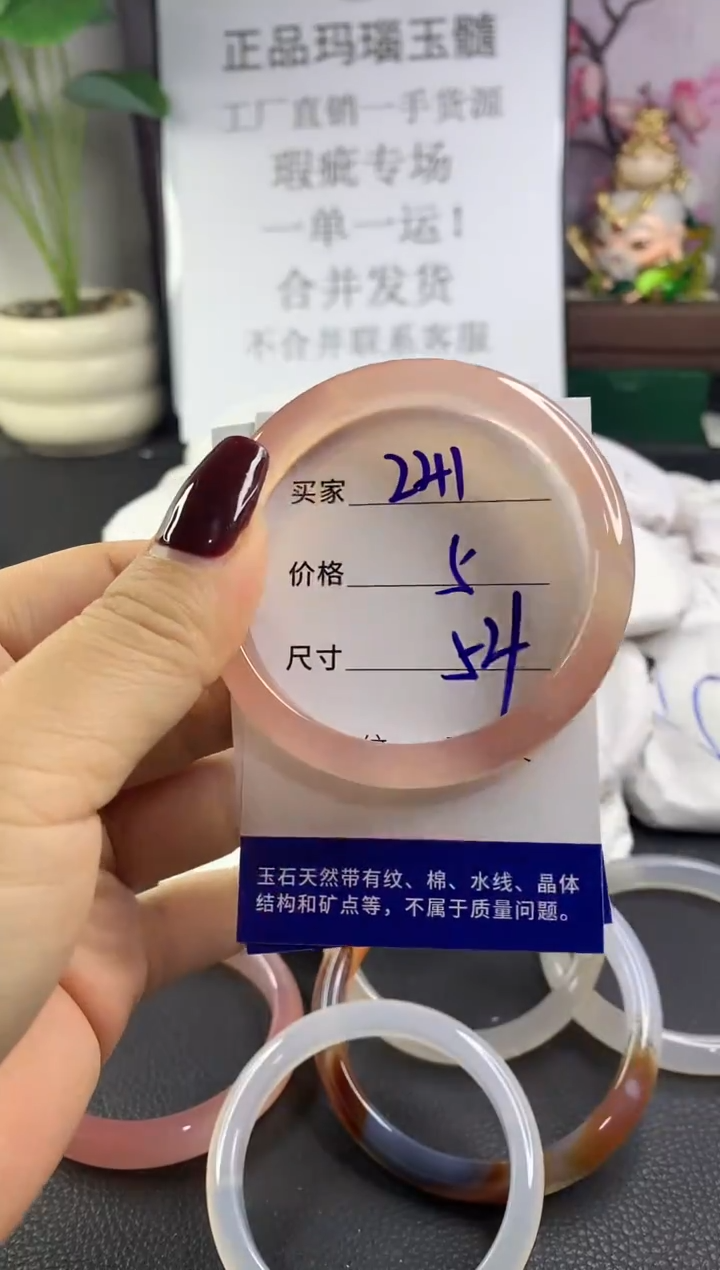 正品玛瑙玉髓
工厂直销一手货源
瑕疵专场
一单一运！
合并发货
不合并联系客服
买家 2241
价格 5
尺寸 54
玉石天然带有纹、棉、水线、晶体
结构和矿点等，不属于质量问题。